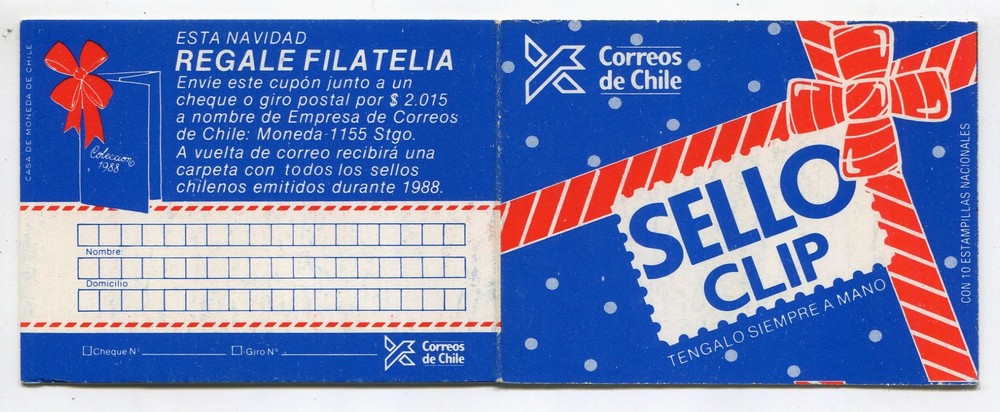 CASA DE MONEDA DE CHILE
ESTA NAVIDAD
REGALE FILATELIA
Envíe este cupón junto a un
cheque o giro postal por $ 2.015
a nombre de Empresa de Correos
de Chile: Moneda 1155 Stgo.
A vuelta de correo recibirá una
carpeta con todos los sellos
chilenos emitidos durante 1988.
Colección
1988
Nombre:
Domicilio
Cheque Nº
Giro Nº
Correos
de Chile
Correos
de Chile
SELLO
CLIP
TENGALO SIEMPRE A MANO
CON 10 ESTAMPILLAS NACIONALES